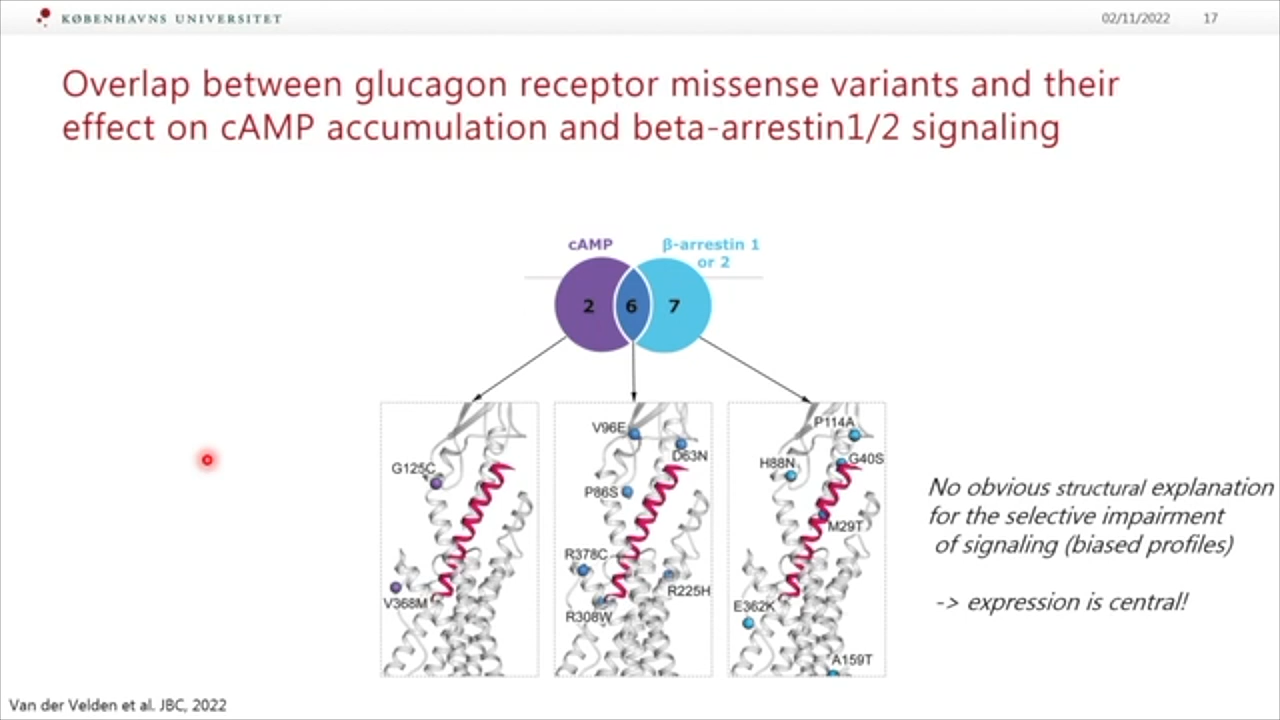 KØBENHAVNS UNIVERSITET
02/11/2022 17
Overlap between glucagon receptor missense variants and their
effect on cAMP accumulation and beta-arrestin1/2 signaling
cAMP
β-arrestin 1
or 2
2 6 7
G125C
V368M
V96E
D63N
P86S
R378C
R225H
R308W
P114A
H88N
G40S
M29T
E362K
A159T
No obvious structural explanation
for the selective impairment
of signaling (biased profiles)
-> expression is central!
Van der Velden et al. JBC, 2022